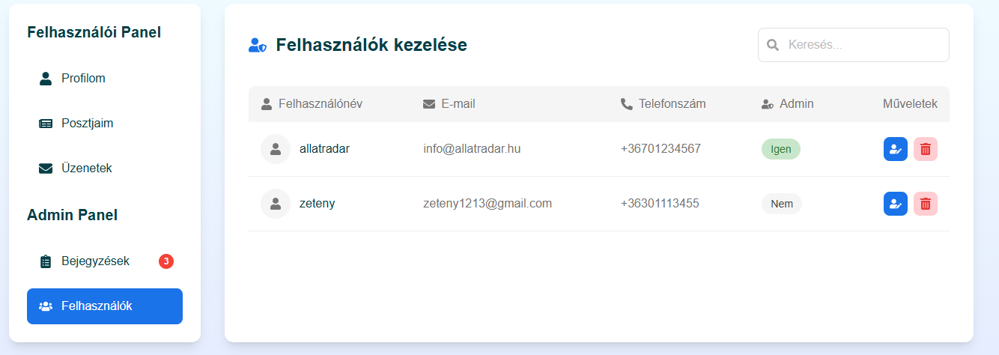 Felhasználói Panel
Profilom
Posztjaim
Üzenetek
Admin Panel
Bejegyzések 3
Felhasználók
Felhasználók kezelése
Keresés...
Felhasználónév E-mail Telefonszám Admin Műveletek
allatradar info@allatradar.hu +36701234567 Igen
zeteny zeteny1213@gmail.com +36301113455 Nem